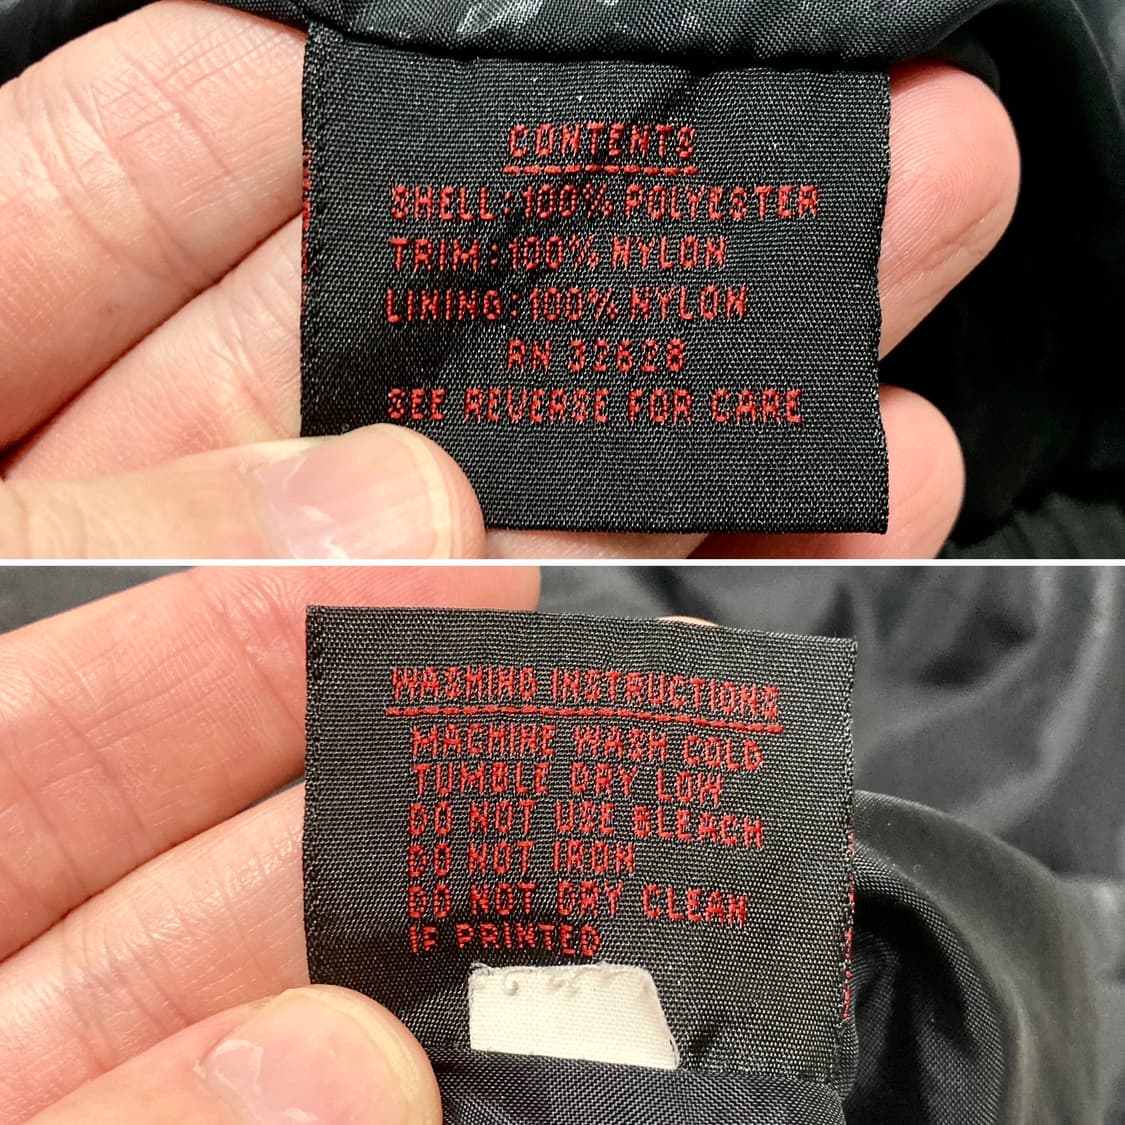 CONTENTS
SHELL: 100% POLYESTER
TRIM: 100% NYLON
LINING: 100% NYLON
RN 32628
SEE REVERSE FOR CARE
WASHING INSTRUCTIONS
MACHINE WASH COLD
TUMBLE DRY LOW
DO NOT USE BLEACH
DO NOT IRON
DO NOT DRY CLEAN
IF PRINTED